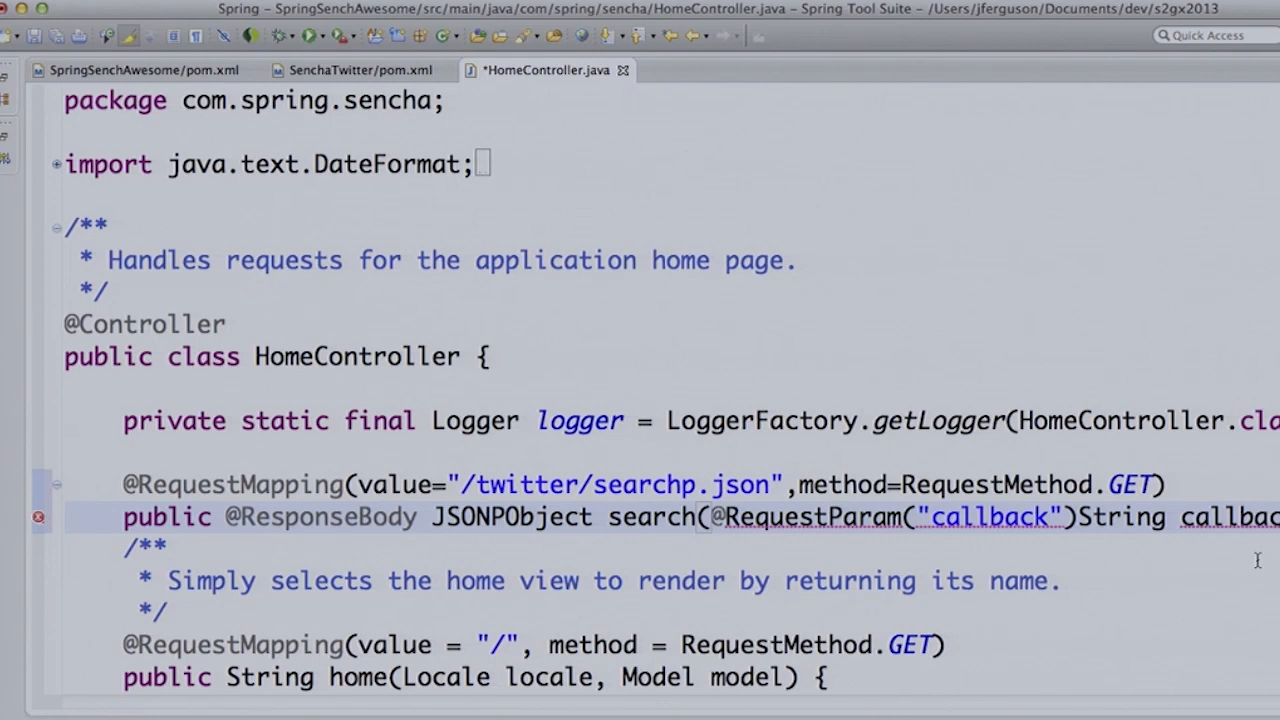 Spring - SpringSenchAwesome/src/main/java/com/spring/sencha/HomeController.java - Spring Tool Suite - /Users/jferguson/Documents/dev/s2gx2013
Quick Access
SpringSenchAwesome/pom.xml SenchaTwitter/pom.xml *HomeController.java
package com.spring.sencha;
import java.text.DateFormat;
/**
* Handles requests for the application home page.
*/
@Controller
public class HomeController {
private static final Logger logger = LoggerFactory.getLogger(HomeController.cla
@RequestMapping(value="/twitter/searchp.json",method=RequestMethod.GET)
public @ResponseBody JSONPObject search(@RequestParam("callback")String callbac
/**
* Simply selects the home view to render by returning its name.
*/
@RequestMapping(value = "/", method = RequestMethod.GET)
public String home(Locale locale, Model model) {